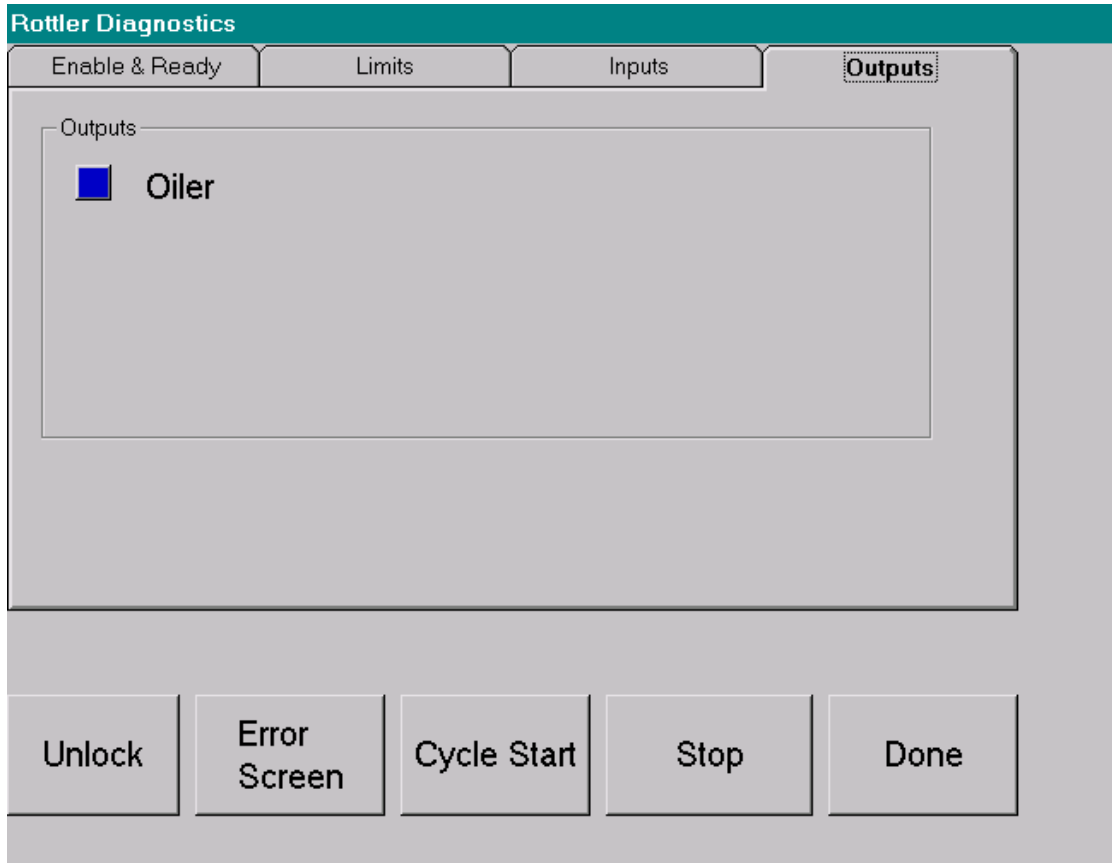 Rottler Diagnostics
Enable & Ready
Limits
Inputs
Outputs
Outputs
Oiler
Unlock
Error
Screen
Cycle Start
Stop
Done